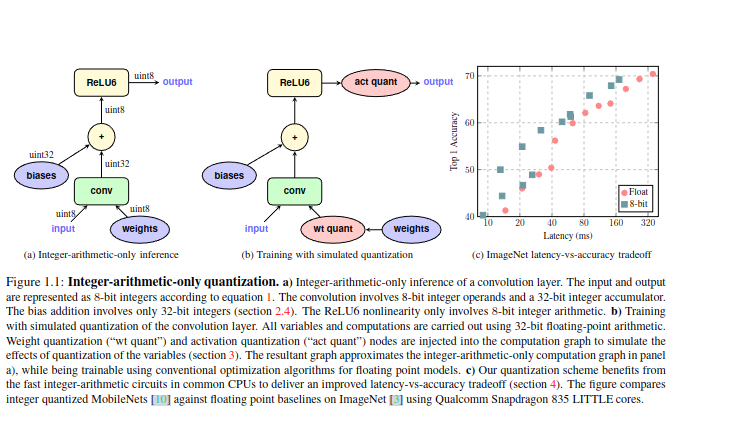 ReLU6
uint8
output
uint8
+
uint32
uint32
biases
conv
uint8
uint8
input
weights
(a) Integer-arithmetic-only inference
ReLU6
act quant
output
+
biases
conv
input
wt quant
weights
(b) Training with simulated quantization
Top 1 Accuracy
70
60
50
40
10 20 40 80 160 320
Latency (ms)
Float
8-bit
(c) ImageNet latency-vs-accuracy tradeoff
Figure 1.1: Integer-arithmetic-only quantization. a) Integer-arithmetic-only inference of a convolution layer. The input and output
are represented as 8-bit integers according to equation 1. The convolution involves 8-bit integer operands and a 32-bit integer accumulator.
The bias addition involves only 32-bit integers (section 2.4). The ReLU6 nonlinearity only involves 8-bit integer arithmetic. b) Training
with simulated quantization of the convolution layer. All variables and computations are carried out using 32-bit floating-point arithmetic.
Weight quantization (“wt quant”) and activation quantization (“act quant”) nodes are injected into the computation graph to simulate the
effects of quantization of the variables (section 3). The resultant graph approximates the integer-arithmetic-only computation graph in panel
a), while being trainable using conventional optimization algorithms for floating point models. c) Our quantization scheme benefits from
the fast integer-arithmetic circuits in common CPUs to deliver an improved latency-vs-accuracy tradeoff (section 4). The figure compares
integer quantized MobileNets [10] against floating point baselines on ImageNet [3] using Qualcomm Snapdragon 835 LITTLE cores.